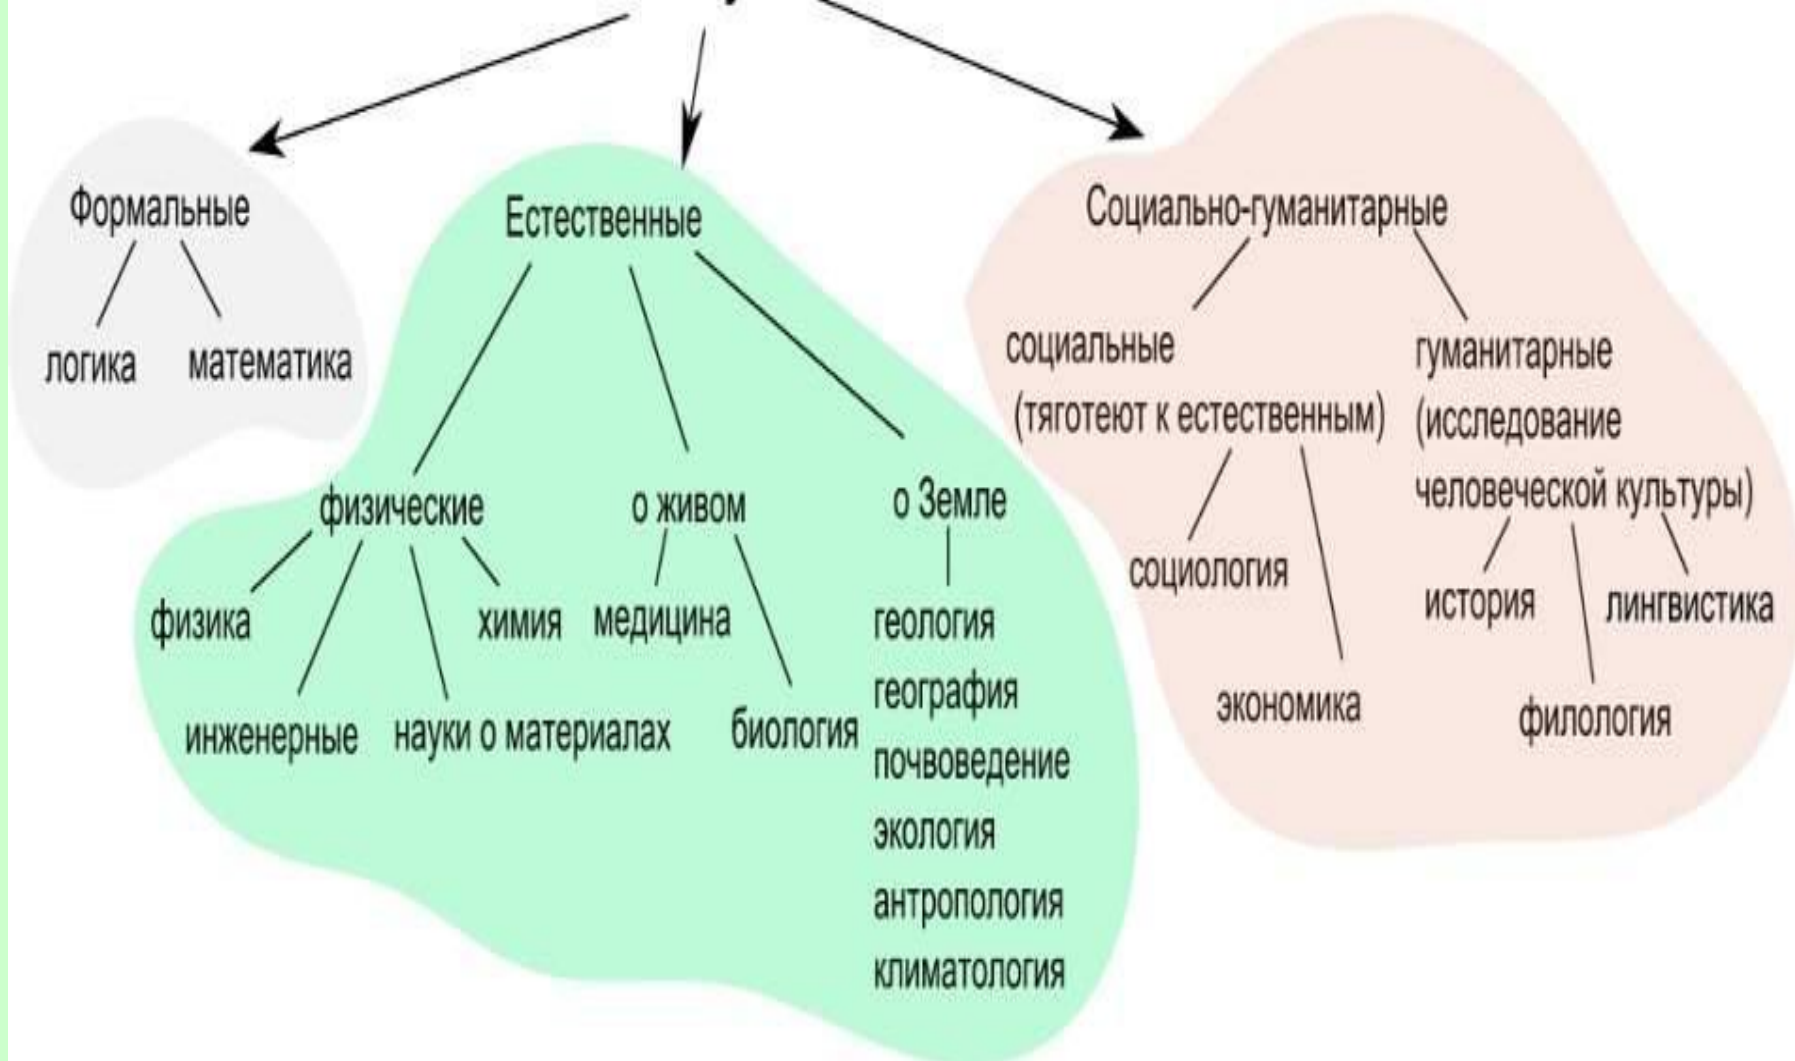 Формальные
логика
математика
Естественные
физические
физика
инженерные
науки о материалах
химия
о живом
медицина
биология
о Земле
геология
география
почвоведение
экология
антропология
климатология
Социально-гуманитарные
социальные
(тяготеют к естественным)
социология
экономика
гуманитарные
(исследование
человеческой культуры)
история
филология
лингвистика